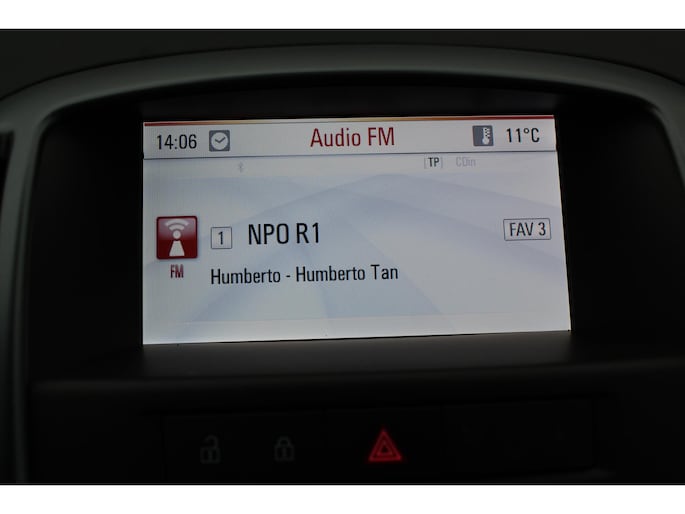 14:06 Audio FM 11°C
[TP] CDin
1 NPO R1 FAV 3
FM
Humberto - Humberto Tan